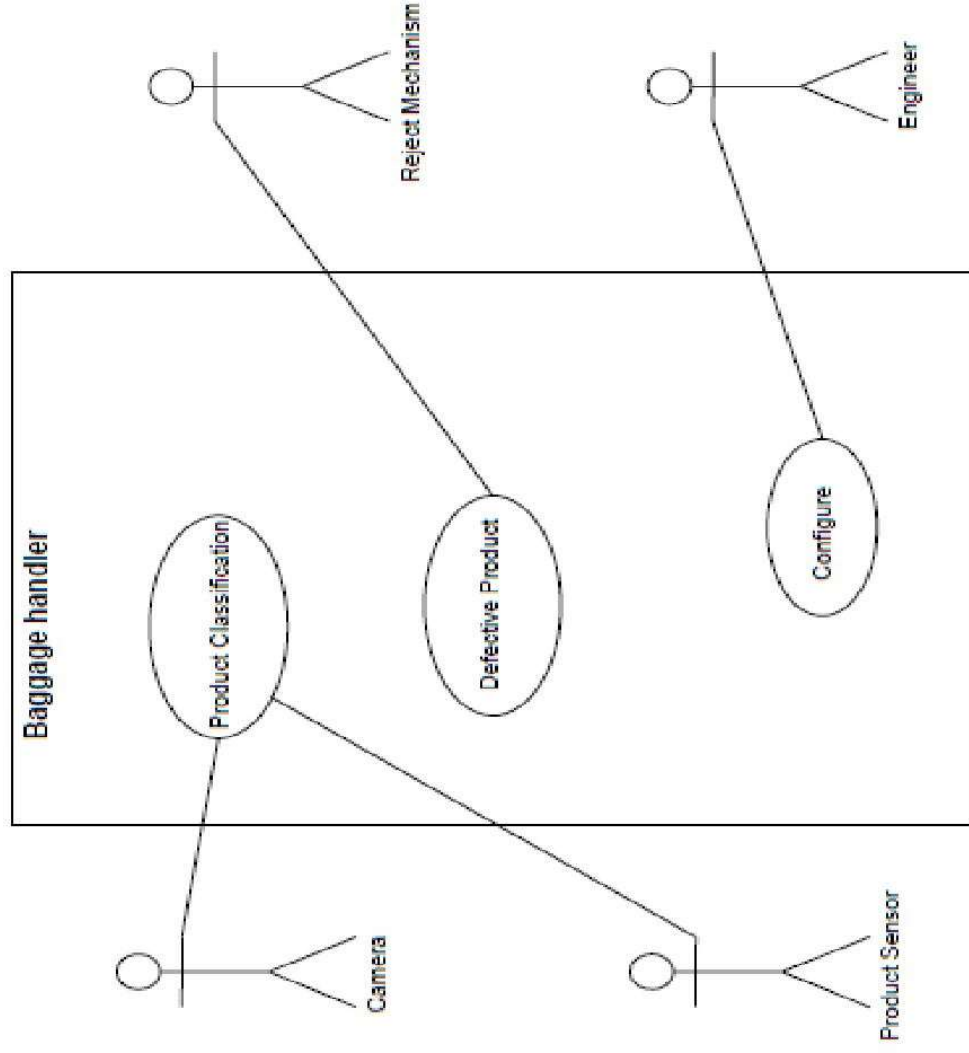 Baggage handler
Camera
Product Classification
Reject Mechanism
Defective Product
Product Sensor
Configure
Engineer